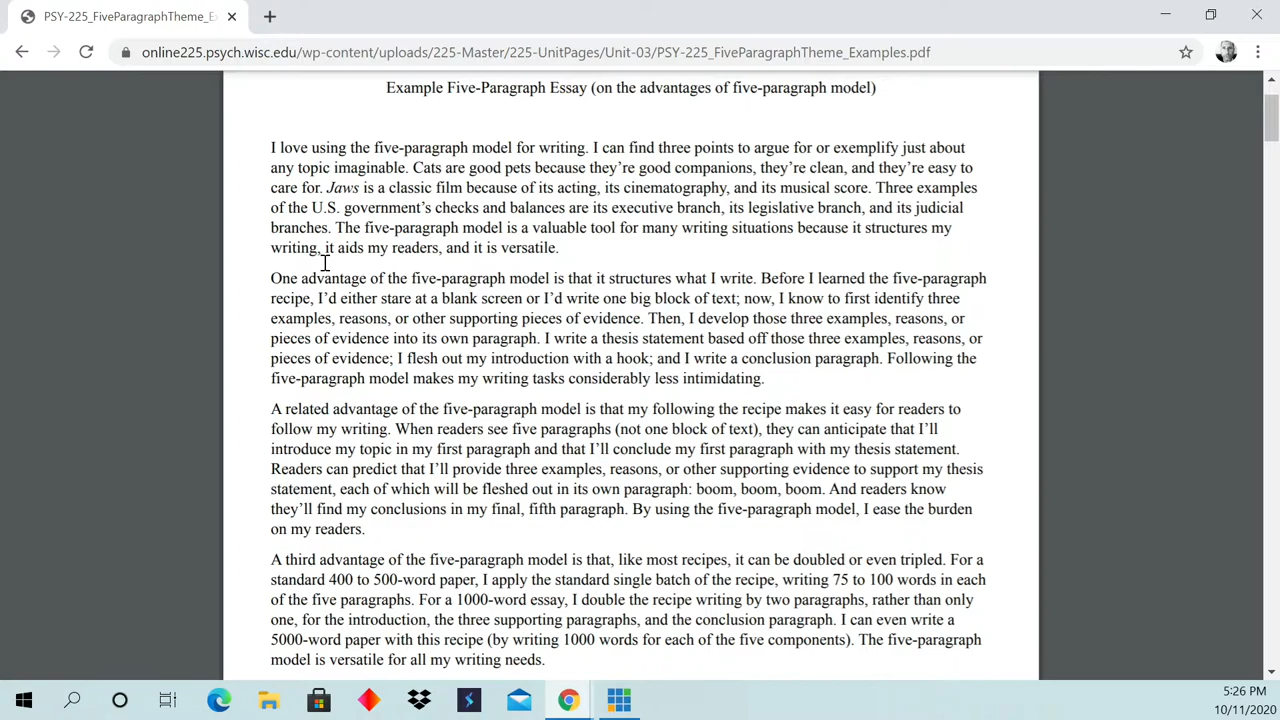 PSY-225_FiveParagraphTheme_E
online225.psych.wisc.edu/wp-content/uploads/225-Master/225-UnitPages/Unit-03/PSY-225_FiveParagraphTheme_Examples.pdf
Example Five-Paragraph Essay (on the advantages of five-paragraph model)
I love using the five-paragraph model for writing. I can find three points to argue for or exemplify just about
any topic imaginable. Cats are good pets because they’re good companions, they’re clean, and they’re easy to
care for. Jaws is a classic film because of its acting, its cinematography, and its musical score. Three examples
of the U.S. government’s checks and balances are its executive branch, its legislative branch, and its judicial
branches. The five-paragraph model is a valuable tool for many writing situations because it structures my
writing, it aids my readers, and it is versatile.
One advantage of the five-paragraph model is that it structures what I write. Before I learned the five-paragraph
recipe, I’d either stare at a blank screen or I’d write one big block of text; now, I know to first identify three
examples, reasons, or other supporting pieces of evidence. Then, I develop those three examples, reasons, or
pieces of evidence into its own paragraph. I write a thesis statement based off those three examples, reasons, or
pieces of evidence; I flesh out my introduction with a hook; and I write a conclusion paragraph. Following the
five-paragraph model makes my writing tasks considerably less intimidating.
A related advantage of the five-paragraph model is that my following the recipe makes it easy for readers to
follow my writing. When readers see five paragraphs (not one block of text), they can anticipate that I’ll
introduce my topic in my first paragraph and that I’ll conclude my first paragraph with my thesis statement.
Readers can predict that I’ll provide three examples, reasons, or other supporting evidence to support my thesis
statement, each of which will be fleshed out in its own paragraph: boom, boom, boom. And readers know
they’ll find my conclusions in my final, fifth paragraph. By using the five-paragraph model, I ease the burden
on my readers.
A third advantage of the five-paragraph model is that, like most recipes, it can be doubled or even tripled. For a
standard 400 to 500-word paper, I apply the standard single batch of the recipe, writing 75 to 100 words in each
of the five paragraphs. For a 1000-word essay, I double the recipe writing by two paragraphs, rather than only
one, for the introduction, the three supporting paragraphs, and the conclusion paragraph. I can even write a
5000-word paper with this recipe (by writing 1000 words for each of the five components). The five-paragraph
model is versatile for all my writing needs.
5:26 PM
10/11/2020